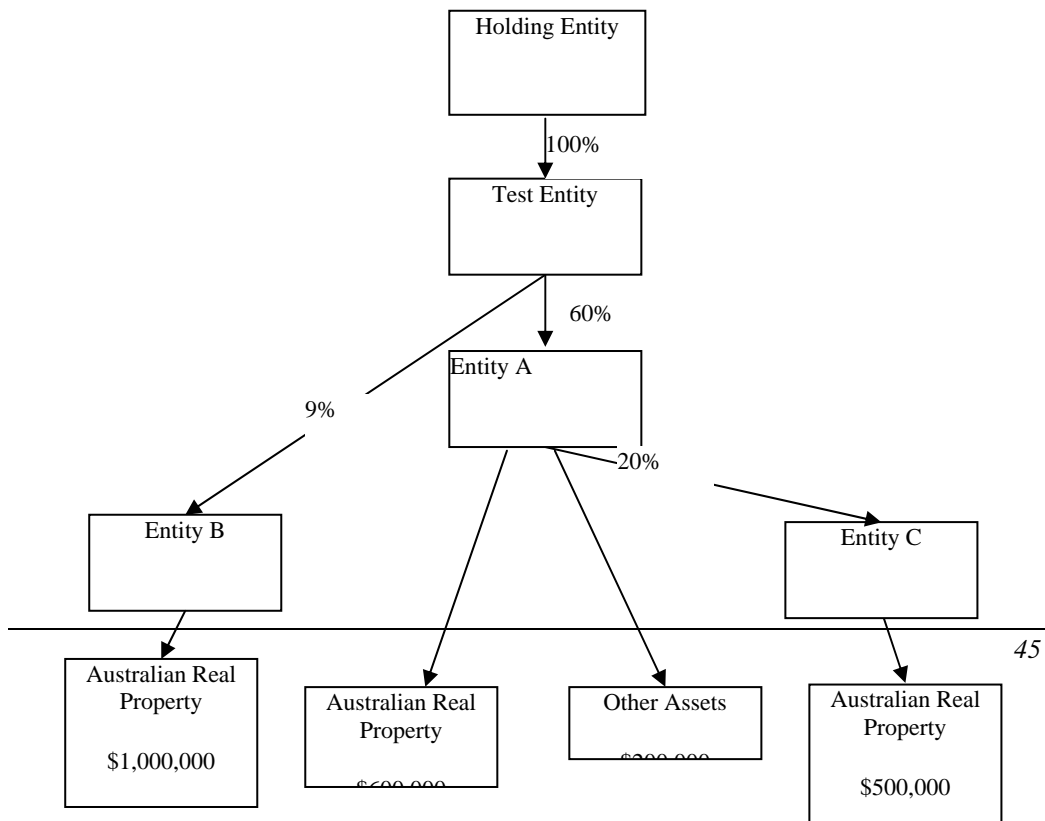 Holding Entity
100%
Test Entity
60%
Entity A
9%
20%
Entity B
Entity C
45
Australian Real
Property
$1,000,000
Australian Real
Property
Other Assets
Australian Real
Property
$500,000